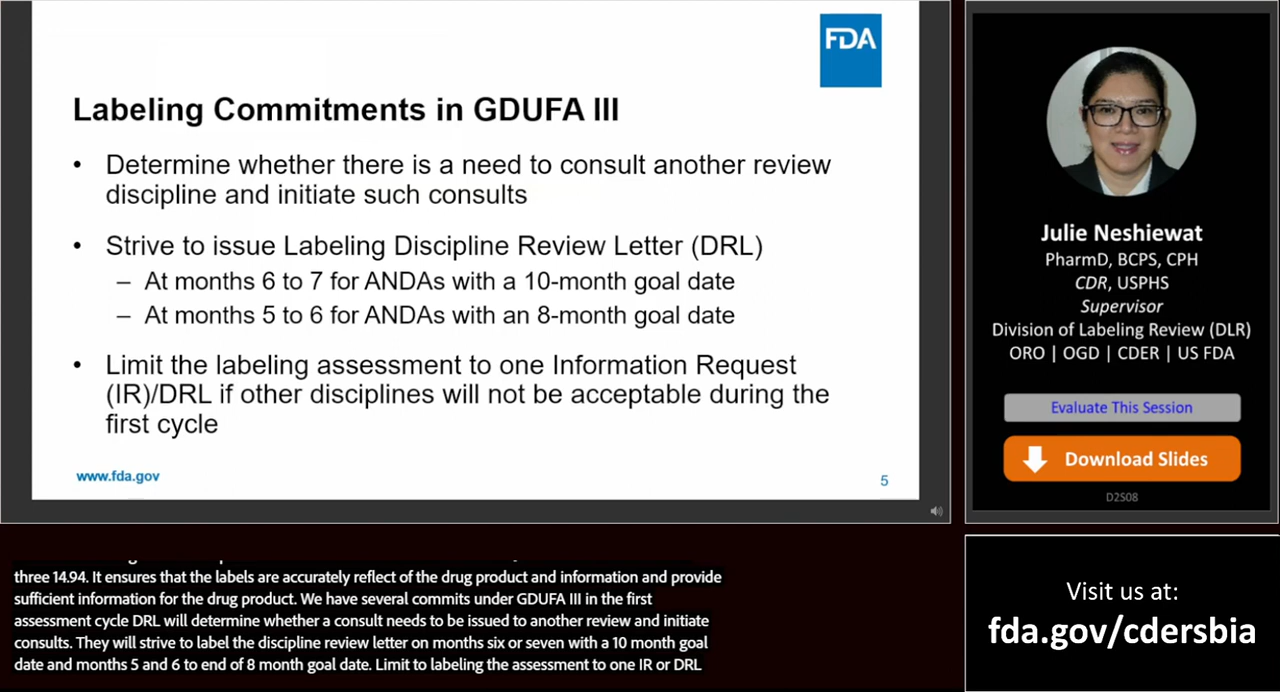 FDA
Labeling Commitments in GDUFA III
• Determine whether there is a need to consult another review
discipline and initiate such consults
• Strive to issue Labeling Discipline Review Letter (DRL)
– At months 6 to 7 for ANDAs with a 10-month goal date
– At months 5 to 6 for ANDAs with an 8-month goal date
• Limit the labeling assessment to one Information Request
(IR)/DRL if other disciplines will not be acceptable during the
first cycle
www.fda.gov
5
Julie Neshiewat
PharmD, BCPS, CPH
CDR, USPHS
Supervisor
Division of Labeling Review (DLR)
ORO | OGD | CDER | US FDA
Evaluate This Session
Download Slides
D2S08
three 14.94. It ensures that the labels are accurately reflect of the drug product and information and provide
sufficient information for the drug product. We have several commits under GDUFA III in the first
assessment cycle DRL will determine whether a consult needs to be issued to another review and initiate
consults. They will strive to label the discipline review letter on months six or seven with a 10 month goal
date and months 5 and 6 to end of 8 month goal date. Limit to labeling the assessment to one IR or DRL
Visit us at:
fda.gov/cdersbia